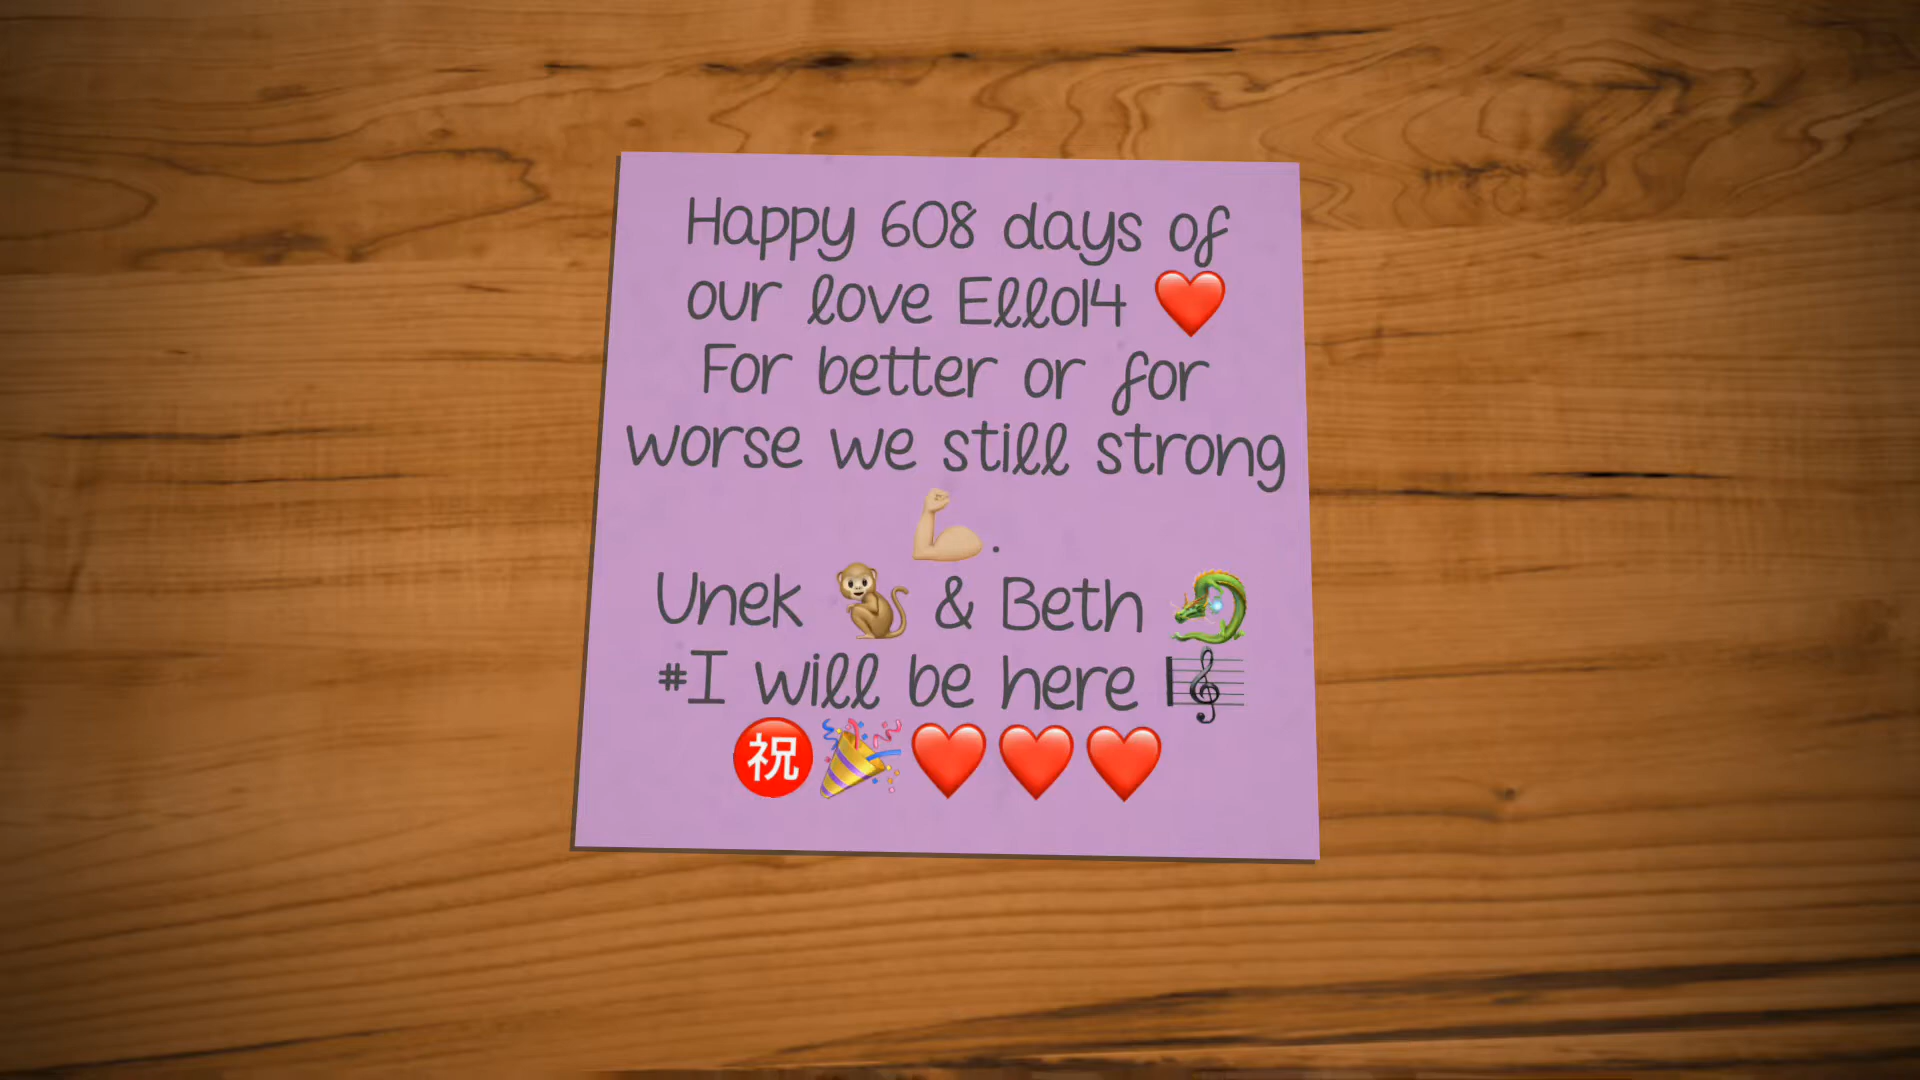 Happy 608 days of
our love Ello14 ❤️
For better or for
worse we still strong
💪🏼.
Unek 🐒 & Beth 🐉
#I will be here 🎼
㊗️🎉❤️❤️❤️